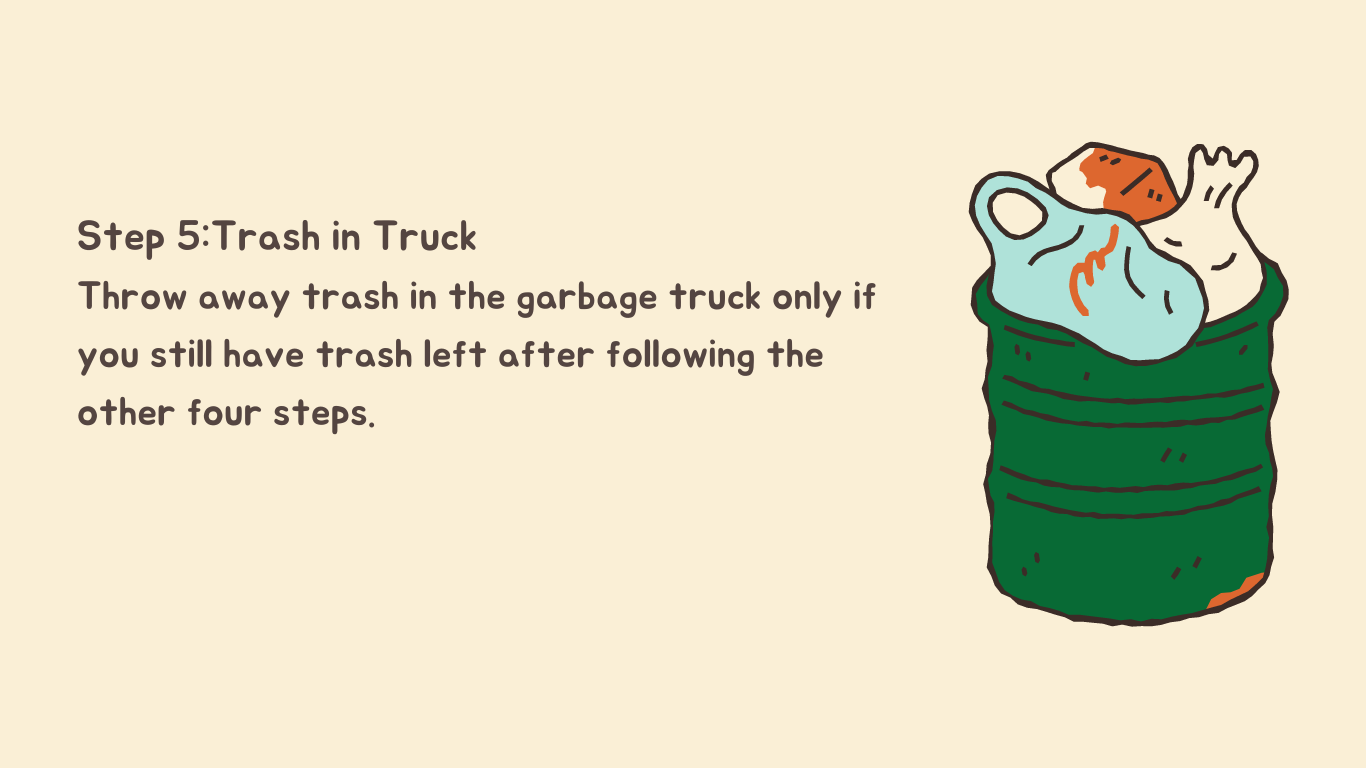 Step 5:Trash in Truck
Throw away trash in the garbage truck only if
you still have trash left after following the
other four steps.